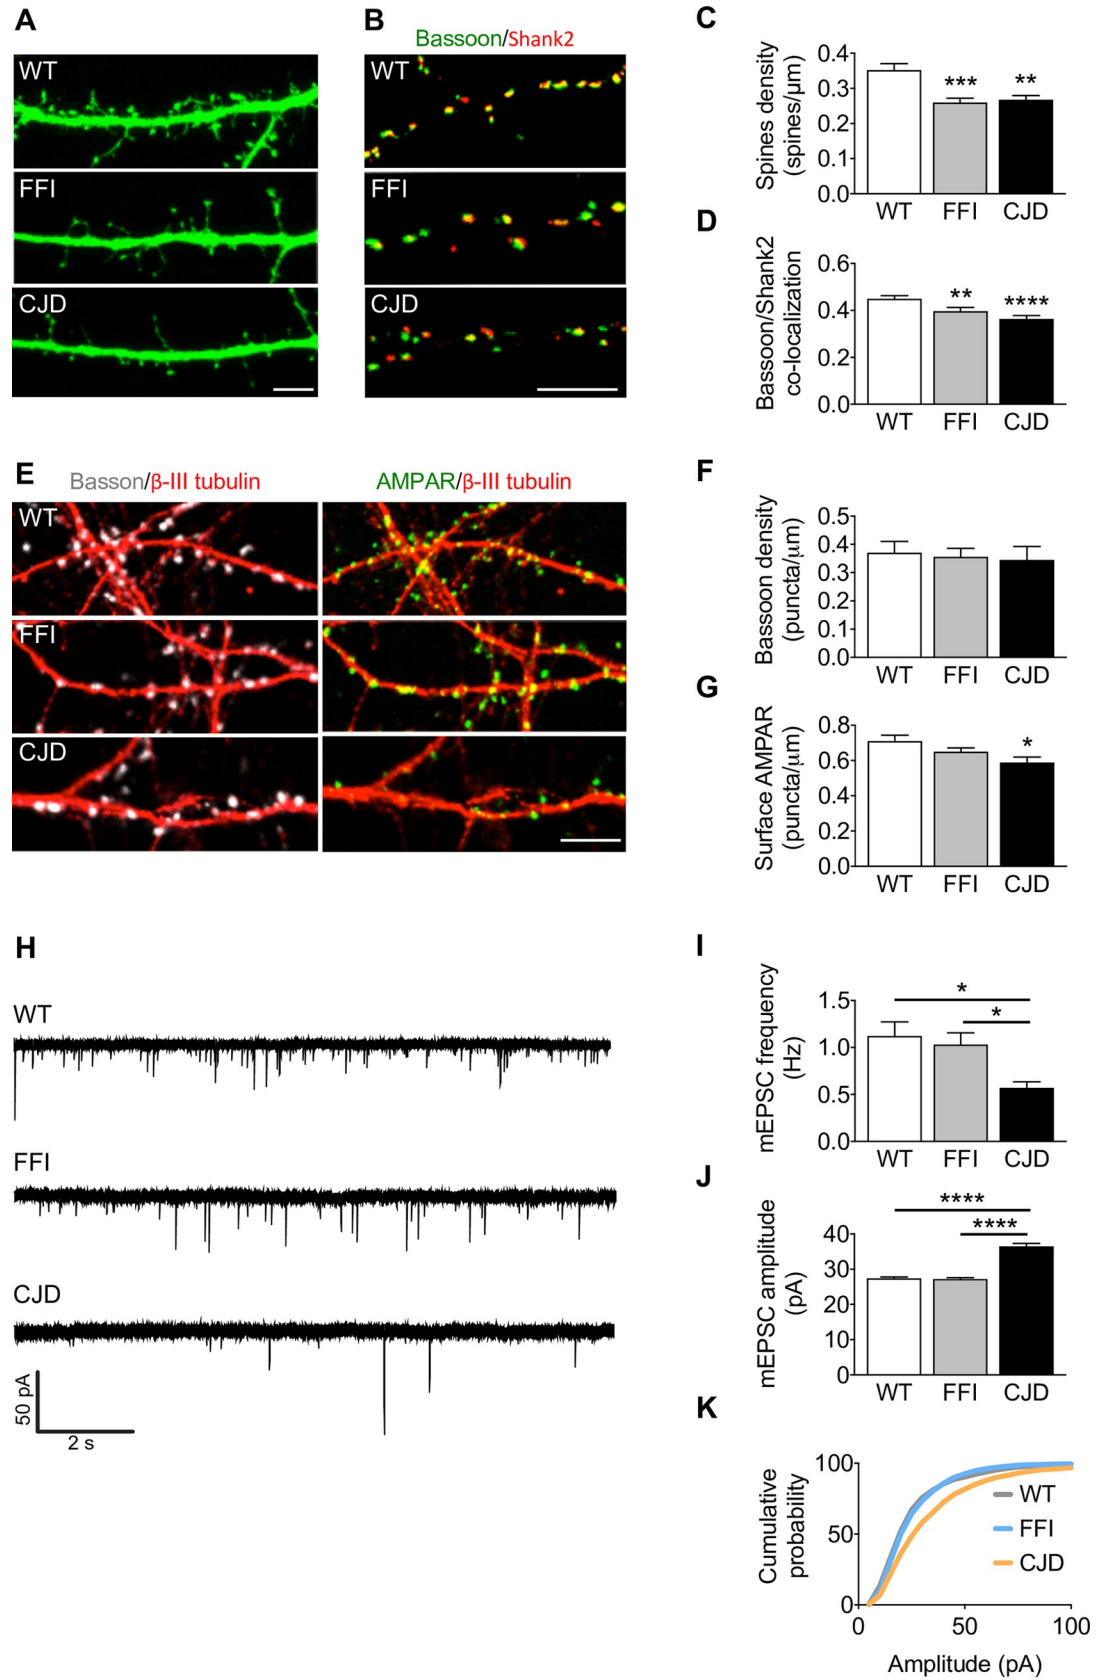 A
WT
FFI
CJD
B
Bassoon/Shank2
WT
FFI
CJD
C
Spines density
(spines/μm)
0.4
0.3
0.2
0.1
0.0
***
**
WT FFI CJD
D
Bassoon/Shank2
co-localization
0.6
0.4
0.2
0.0
**
****
WT FFI CJD
E
Basson/β-III tubulin
AMPAR/β-III tubulin
WT
FFI
CJD
F
Bassoon density
(puncta/μm)
0.5
0.4
0.3
0.2
0.1
0.0
WT FFI CJD
G
Surface AMPAR
(puncta/μm)
0.8
0.6
0.4
0.2
0.0
*
WT FFI CJD
H
WT
FFI
CJD
50 pA
2 s
I
mEPSC frequency
(Hz)
1.5
1.0
0.5
0.0
*
*
WT FFI CJD
J
mEPSC amplitude
(pA)
40
30
20
10
0
****
****
WT FFI CJD
K
Cumulative
probability
100
50
0
WT
FFI
CJD
0 50 100
Amplitude (pA)